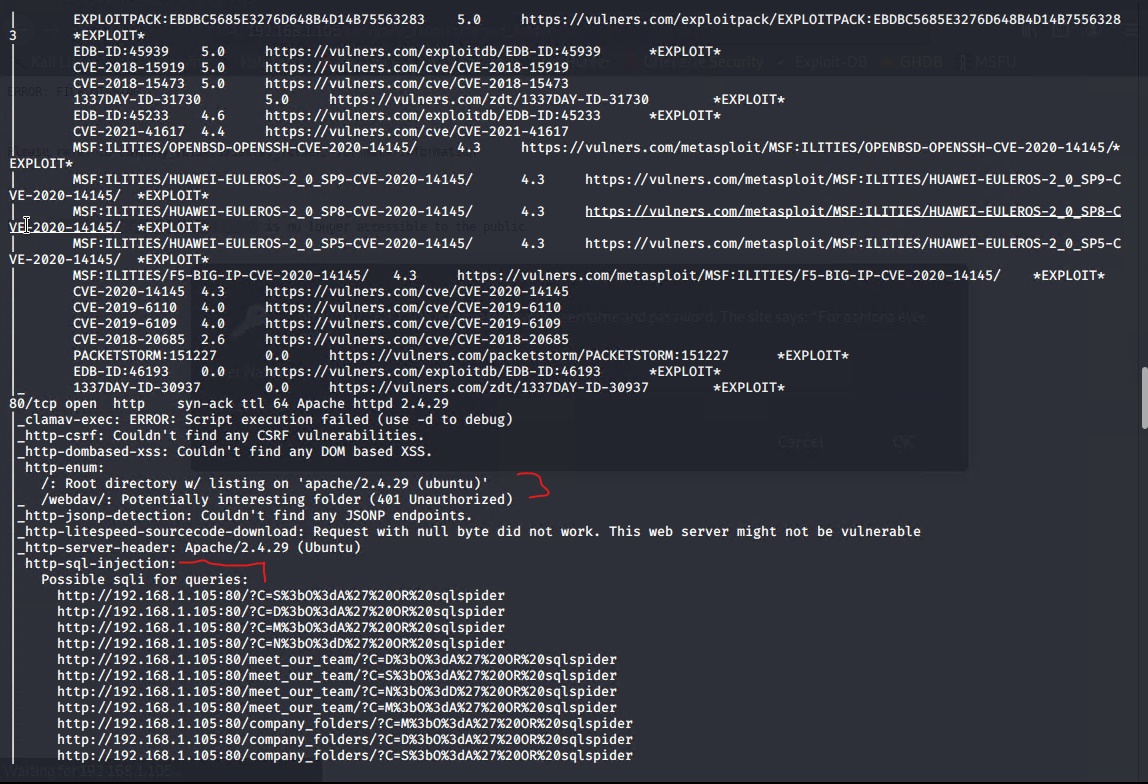 |       EXPLOITPACK:EBDBC5685E3276D648B4D14B75563283    5.0     https://vulners.com/exploitpack/EXPLOITPACK:EBDBC5685E3276D648B4D14B7556328
3       *EXPLOIT*
|       EDB-ID:45939    5.0     https://vulners.com/exploitdb/EDB-ID:45939      *EXPLOIT*
|       CVE-2018-15919  5.0     https://vulners.com/cve/CVE-2018-15919
|       CVE-2018-15473  5.0     https://vulners.com/cve/CVE-2018-15473
|       1337DAY-ID-31730        5.0     https://vulners.com/zdt/1337DAY-ID-31730        *EXPLOIT*
|       EDB-ID:45233    4.6     https://vulners.com/exploitdb/EDB-ID:45233      *EXPLOIT*
|       CVE-2021-41617  4.4     https://vulners.com/cve/CVE-2021-41617
|       MSF:ILITIES/OPENBSD-OPENSSH-CVE-2020-14145/     4.3     https://vulners.com/metasploit/MSF:ILITIES/OPENBSD-OPENSSH-CVE-2020-14145/*
EXPLOIT*
|       MSF:ILITIES/HUAWEI-EULEROS-2_0_SP9-CVE-2020-14145/      4.3     https://vulners.com/metasploit/MSF:ILITIES/HUAWEI-EULEROS-2_0_SP9-C
VE-2020-14145/  *EXPLOIT*
|       MSF:ILITIES/HUAWEI-EULEROS-2_0_SP8-CVE-2020-14145/      4.3     https://vulners.com/metasploit/MSF:ILITIES/HUAWEI-EULEROS-2_0_SP8-C
VE-2020-14145/  *EXPLOIT*
is no longer accessible to the public
|       MSF:ILITIES/HUAWEI-EULEROS-2_0_SP5-CVE-2020-14145/      4.3     https://vulners.com/metasploit/MSF:ILITIES/HUAWEI-EULEROS-2_0_SP5-C
VE-2020-14145/  *EXPLOIT*
|       MSF:ILITIES/F5-BIG-IP-CVE-2020-14145/   4.3     https://vulners.com/metasploit/MSF:ILITIES/F5-BIG-IP-CVE-2020-14145/    *EXPLOIT*
|       CVE-2020-14145  4.3     https://vulners.com/cve/CVE-2020-14145
|       CVE-2019-6110   4.0     https://vulners.com/cve/CVE-2019-6110
|       CVE-2019-6109   4.0     https://vulners.com/cve/CVE-2019-6109
|       CVE-2018-20685  2.6     https://vulners.com/cve/CVE-2018-20685
|       PACKETSTORM:151227      0.0     https://vulners.com/packetstorm/PACKETSTORM:151227      *EXPLOIT*
|       EDB-ID:46193    0.0     https://vulners.com/exploitdb/EDB-ID:46193      *EXPLOIT*
|_      1337DAY-ID-30937        0.0     https://vulners.com/zdt/1337DAY-ID-30937        *EXPLOIT*
80/tcp open  http    syn-ack ttl 64 Apache httpd 2.4.29
|_clamav-exec: ERROR: Script execution failed (use -d to debug)
|_http-csrf: Couldn't find any CSRF vulnerabilities.
|_http-dombased-xss: Couldn't find any DOM based XSS.
| http-enum:
|   /: Root directory w/ listing on 'apache/2.4.29 (ubuntu)'
|_  /webdav/: Potentially interesting folder (401 Unauthorized)
|_http-jsonp-detection: Couldn't find any JSONP endpoints.
|_http-litespeed-sourcecode-download: Request with null byte did not work. This web server might not be vulnerable
|_http-server-header: Apache/2.4.29 (Ubuntu)
| http-sql-injection:
|   Possible sqli for queries:
|     http://192.168.1.105:80/?C=S%3bO%3dA%27%20OR%20sqlspider
|     http://192.168.1.105:80/?C=D%3bO%3dA%27%20OR%20sqlspider
|     http://192.168.1.105:80/?C=M%3bO%3dA%27%20OR%20sqlspider
|     http://192.168.1.105:80/?C=N%3bO%3dD%27%20OR%20sqlspider
|     http://192.168.1.105:80/meet_our_team/?C=D%3bO%3dA%27%20OR%20sqlspider
|     http://192.168.1.105:80/meet_our_team/?C=S%3bO%3dA%27%20OR%20sqlspider
|     http://192.168.1.105:80/meet_our_team/?C=N%3bO%3dD%27%20OR%20sqlspider
|     http://192.168.1.105:80/meet_our_team/?C=M%3bO%3dA%27%20OR%20sqlspider
|     http://192.168.1.105:80/company_folders/?C=M%3bO%3dA%27%20OR%20sqlspider
|     http://192.168.1.105:80/company_folders/?C=D%3bO%3dA%27%20OR%20sqlspider
|     http://192.168.1.105:80/company_folders/?C=S%3bO%3dA%27%20OR%20sqlspider
Waiting for 192.168.1.105...